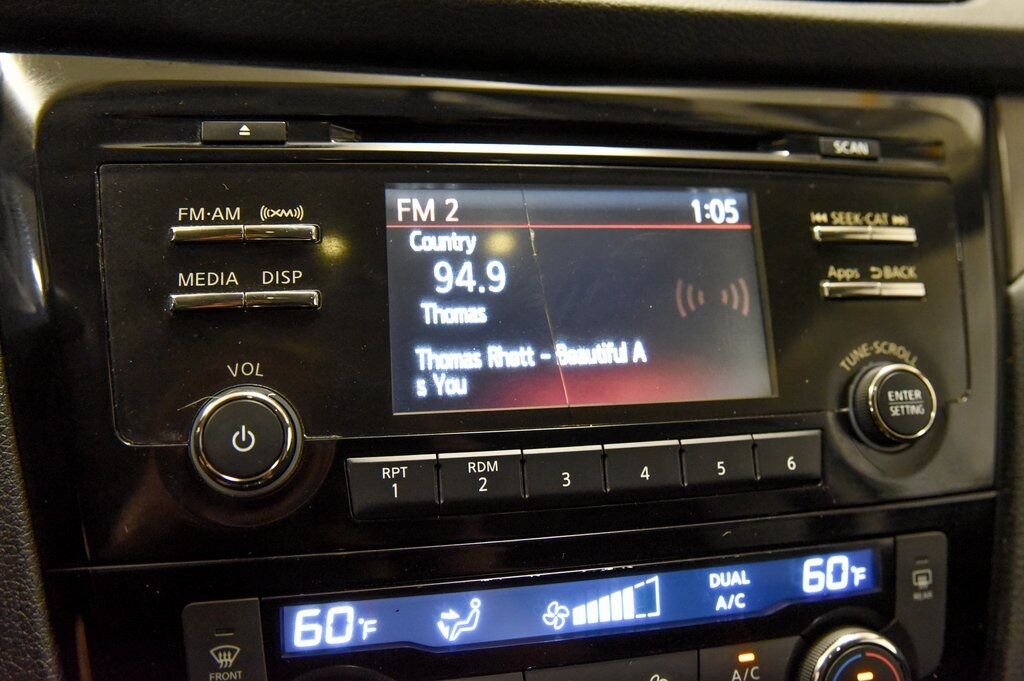 SCAN
FM·AM ((XM))
MEDIA DISP
VOL
FM 2 1:05
Country
94.9
Thomas
Thomas Rhett - Beautiful A
s You
SEEK·CAT
Apps BACK
TUNE·SCROLL
ENTER
SETTING
RPT
1
RDM
2
3
4
5
6
60°F
DUAL
A/C
60°F
FRONT
A/C
REAR